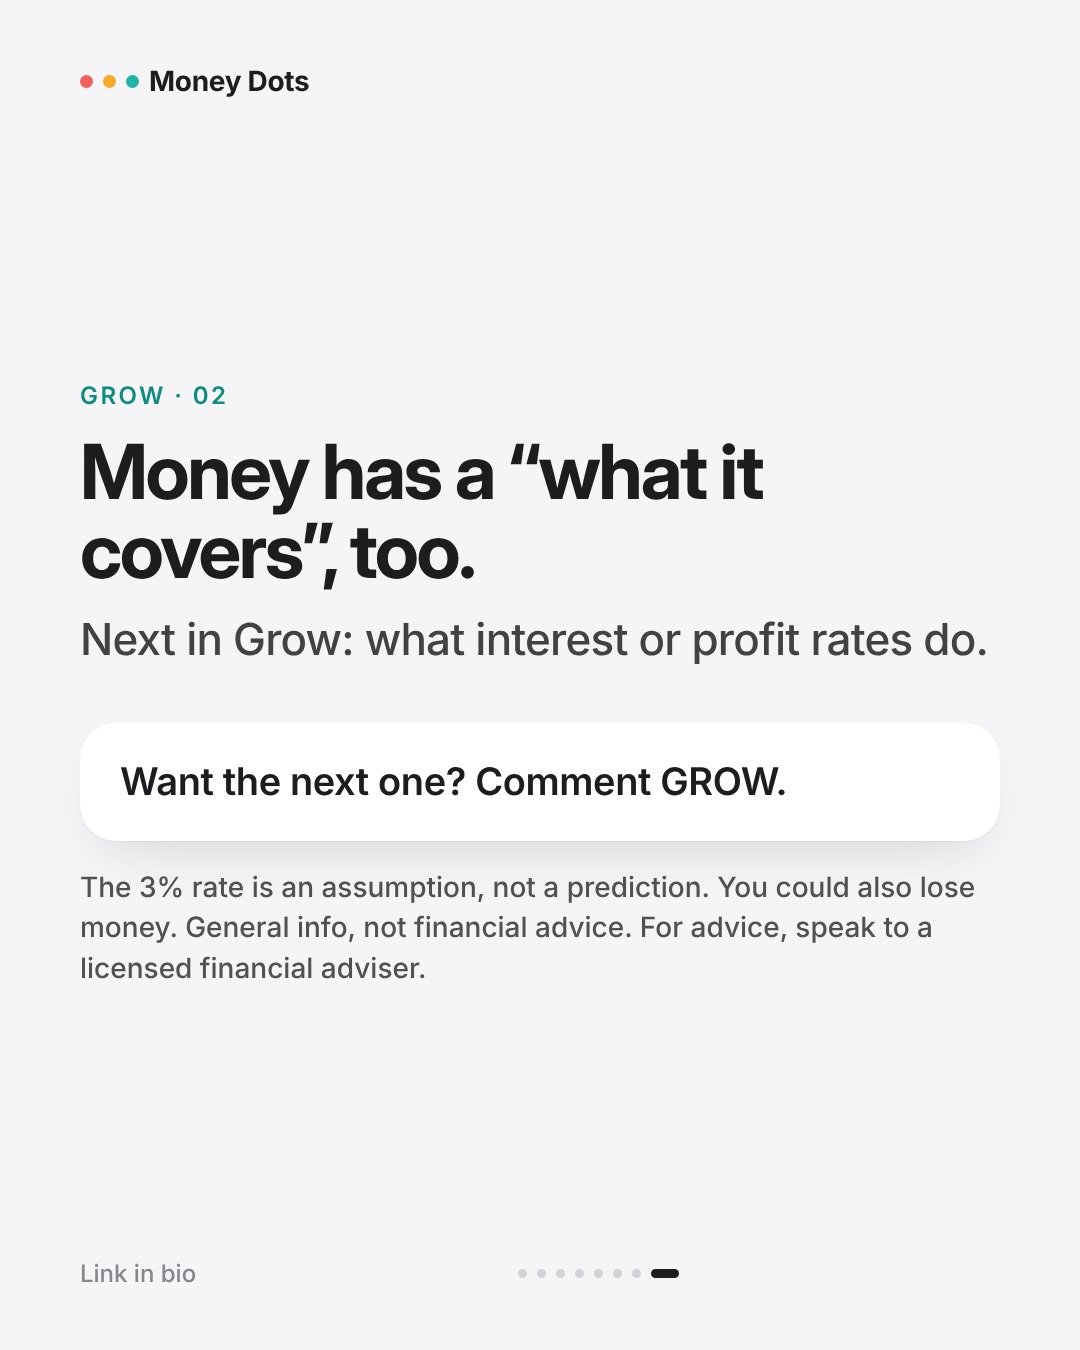 Money Dots
GROW · 02
Money has a “what it
covers”, too.
Next in Grow: what interest or profit rates do.
Want the next one? Comment GROW.
The 3% rate is an assumption, not a prediction. You could also lose
money. General info, not financial advice. For advice, speak to a
licensed financial adviser.
Link in bio